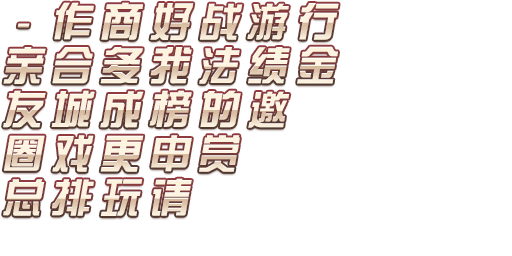 -作商好战游行
亲合多我法绩金
友城成榜的邀
圈戏更申赏
总排玩请